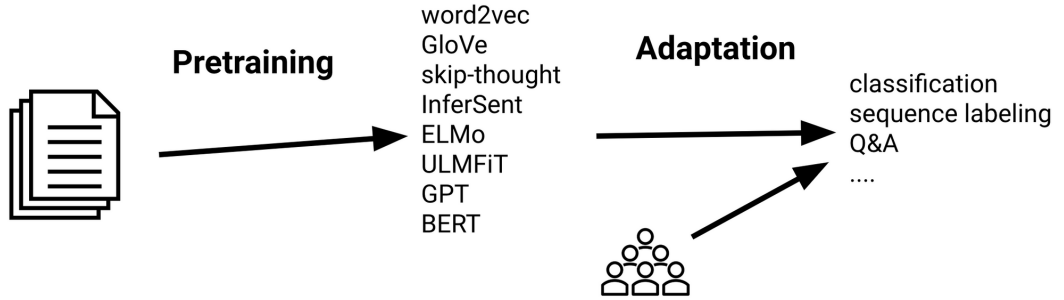 Pretraining
word2vec
GloVe
skip-thought
InferSent
ELMo
ULMFiT
GPT
BERT
Adaptation
classification
sequence labeling
Q&A
....